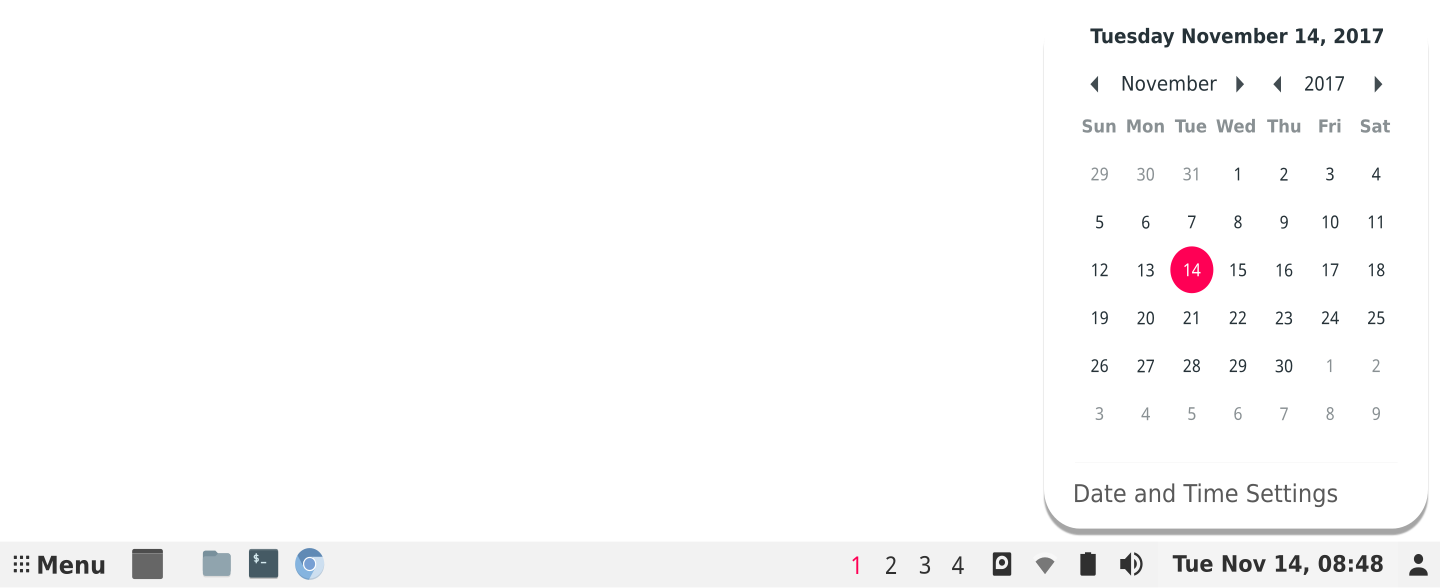 Tuesday November 14, 2017
November 2017
Sun Mon Tue Wed Thu Fri Sat
29 30 31 1 2 3 4
5 6 7 8 9 10 11
12 13 14 15 16 17 18
19 20 21 22 23 24 25
26 27 28 29 30 1 2
3 4 5 6 7 8 9
Date and Time Settings
Menu $_ 1 2 3 4 Tue Nov 14, 08:48